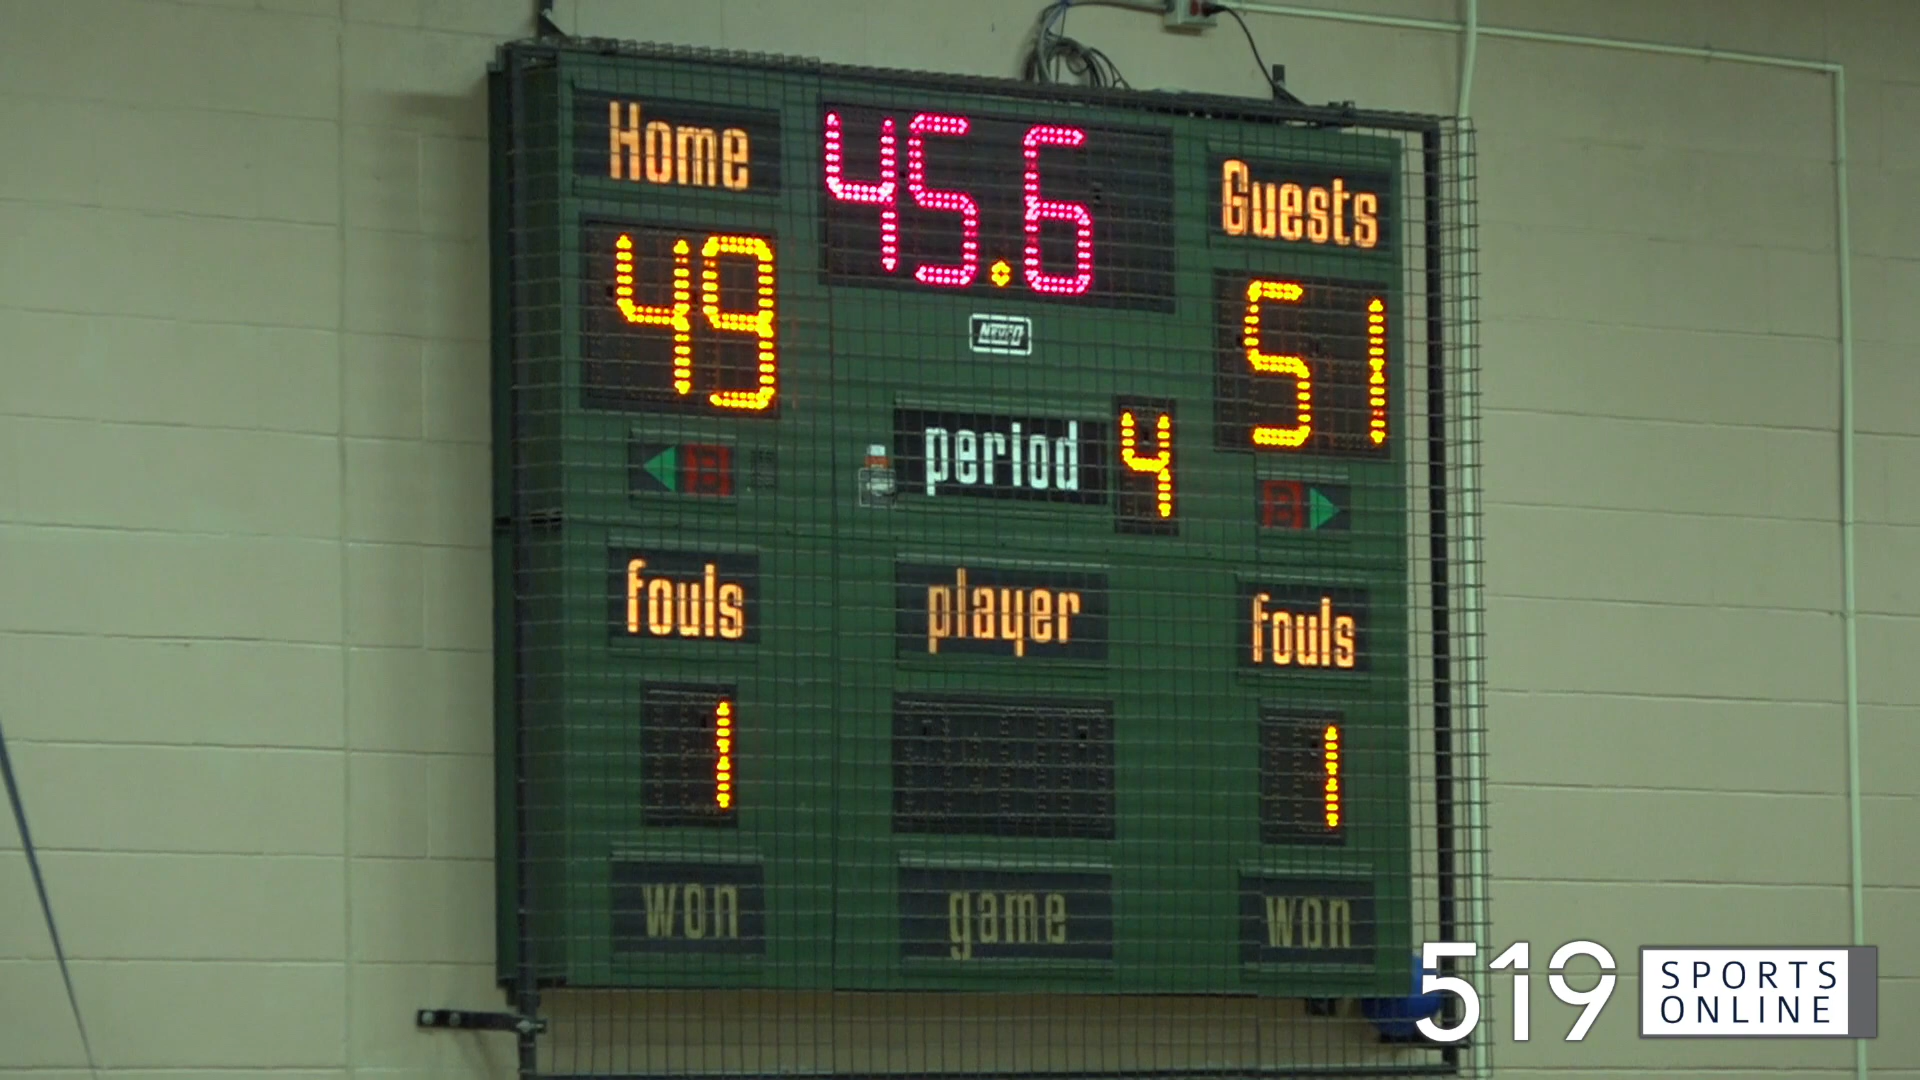 Home 45.6 Guests
49 51
NEVCO
period 4
B B
fouls player fouls
1 1
won game won
519 SPORTS ONLINE